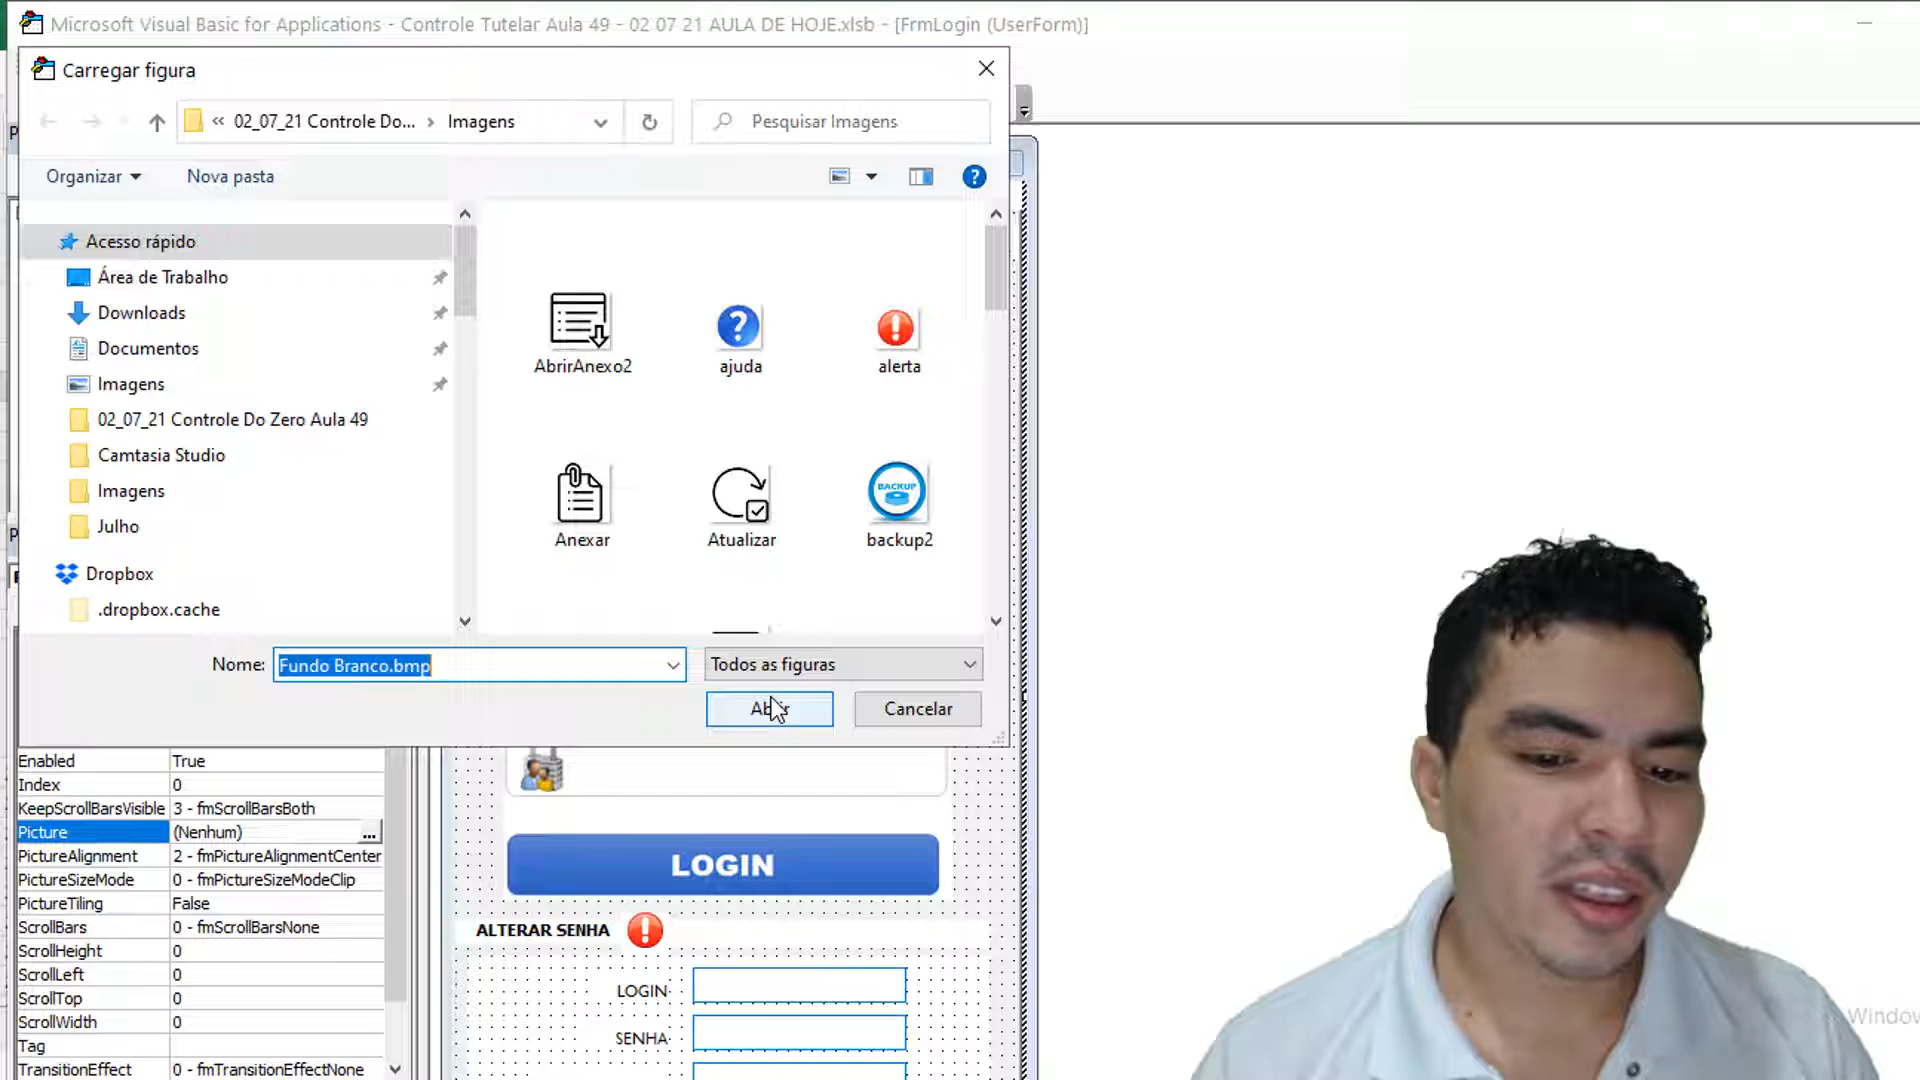 Microsoft Visual Basic for Applications - Controle Tutelar Aula 49 - 02 07 21 AULA DE HOJE.xlsb - [FrmLogin (UserForm)]
Carregar figura
« 02_07_21 Controle Do... › Imagens
Pesquisar Imagens
Organizar
Nova pasta
Acesso rápido
Área de Trabalho
Downloads
Documentos
Imagens
02_07_21 Controle Do Zero Aula 49
Camtasia Studio
Imagens
Julho
Dropbox
.dropbox.cache
AbrirAnexo2
ajuda
alerta
Anexar
Atualizar
BACKUP
backup2
Nome:
Fundo Branco.bmp
Todos as figuras
Abrir
Cancelar
Enabled True
Index 0
KeepScrollBarsVisible 3 - fmScrollBarsBoth
Picture (Nenhum) ...
PictureAlignment 2 - fmPictureAlignmentCenter
PictureSizeMode 0 - fmPictureSizeModeClip
PictureTiling False
ScrollBars 0 - fmScrollBarsNone
ScrollHeight 0
ScrollLeft 0
ScrollTop 0
ScrollWidth 0
Tag
TransitionEffect 0 - fmTransitionEffectNone
LOGIN
ALTERAR SENHA
LOGIN
SENHA
Window